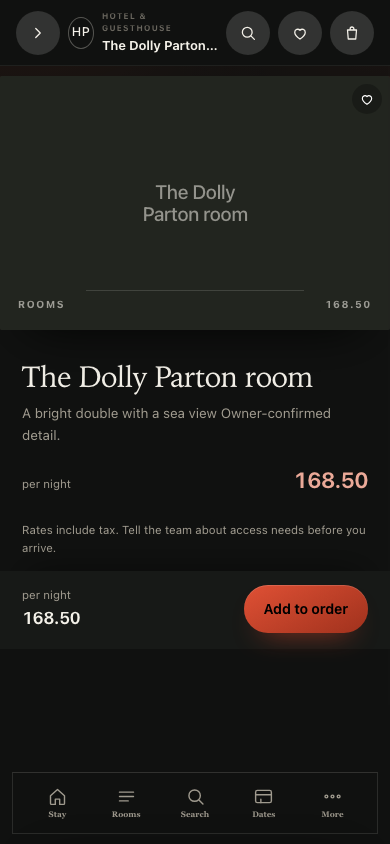 HP
HOTEL &
GUESTHOUSE
The Dolly Parton...
The Dolly
Parton room
ROOMS
168.50
The Dolly Parton room
A bright double with a sea view Owner-confirmed
detail.
per night
168.50
Rates include tax. Tell the team about access needs before you
arrive.
per night
168.50
Add to order
Stay
Rooms
Search
Dates
More